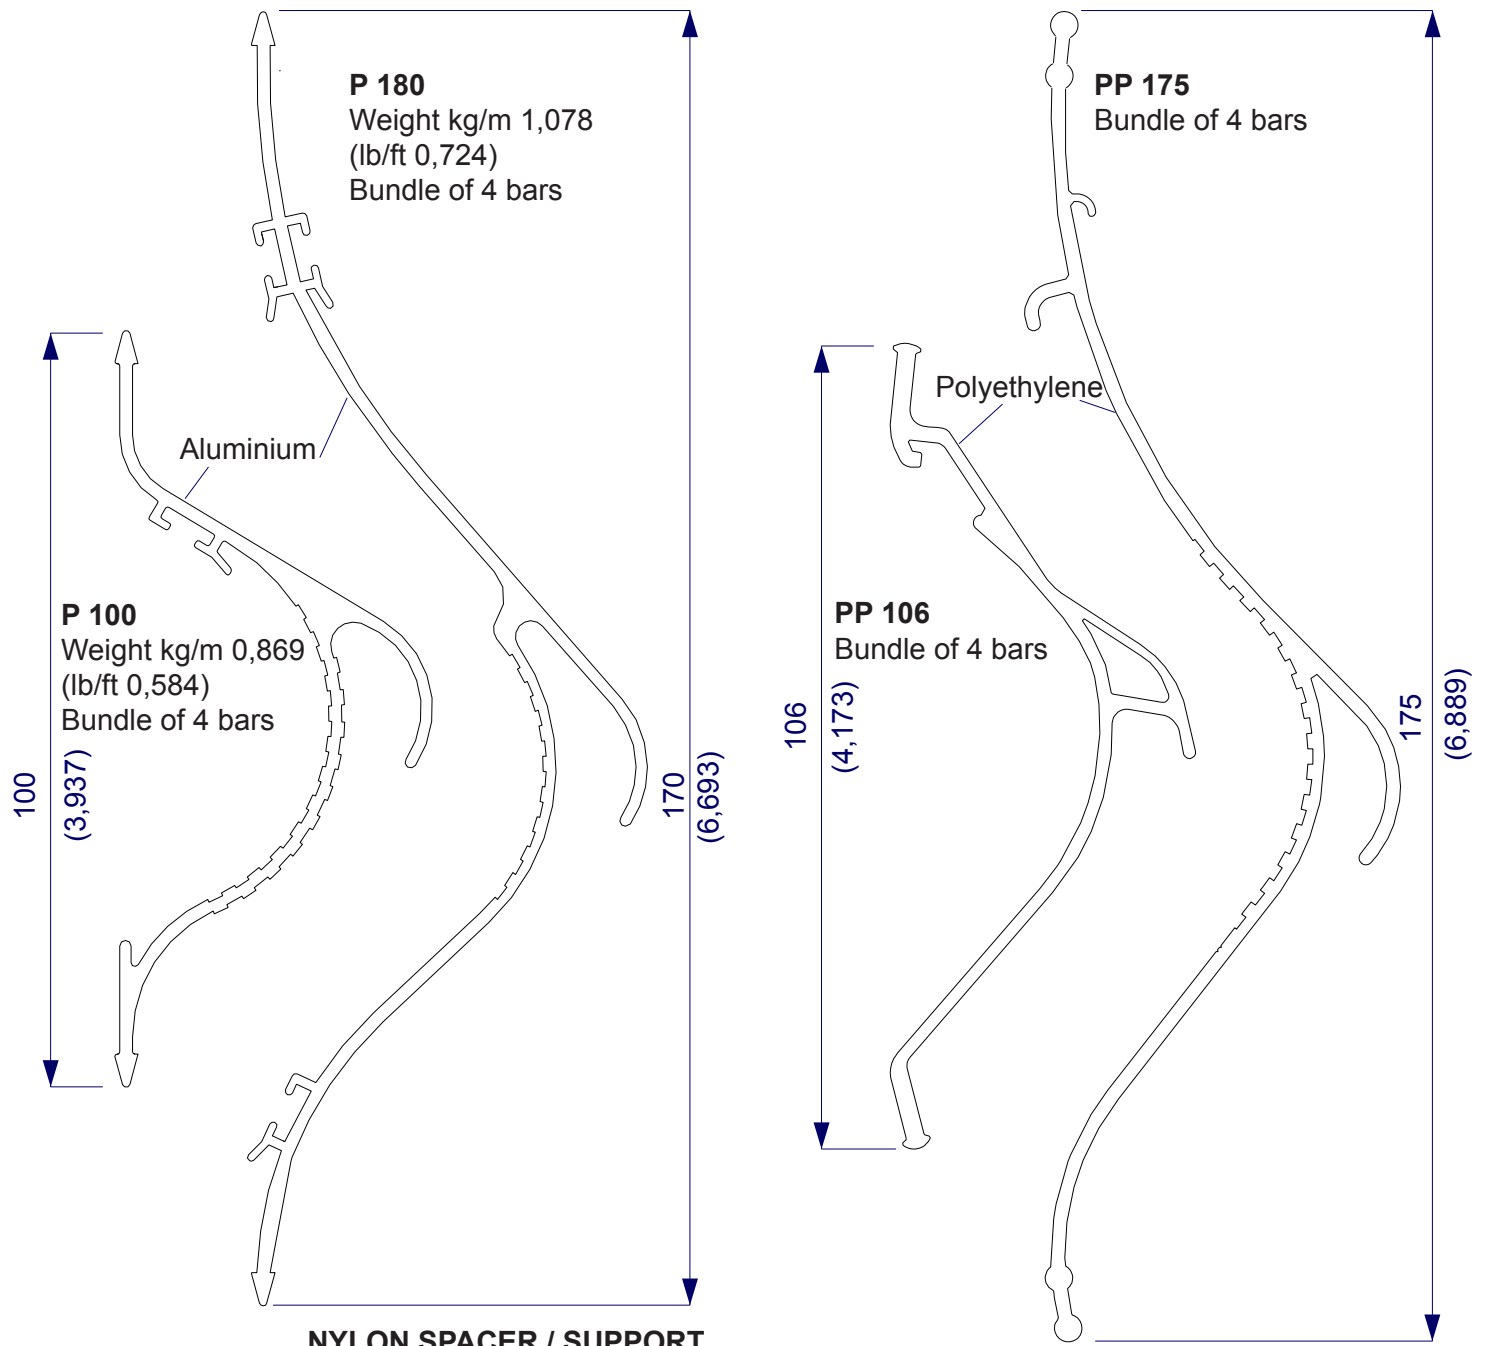 P 180
Weight kg/m 1,078
(lb/ft 0,724)
Bundle of 4 bars
PP 175
Bundle of 4 bars
Polyethylene
Aluminium
P 100
Weight kg/m 0,869
(lb/ft 0,584)
Bundle of 4 bars
PP 106
Bundle of 4 bars
100
(3,937)
170
(6,693)
106
(4,173)
175
(6,889)
NYLON SPACER / SUPPORT